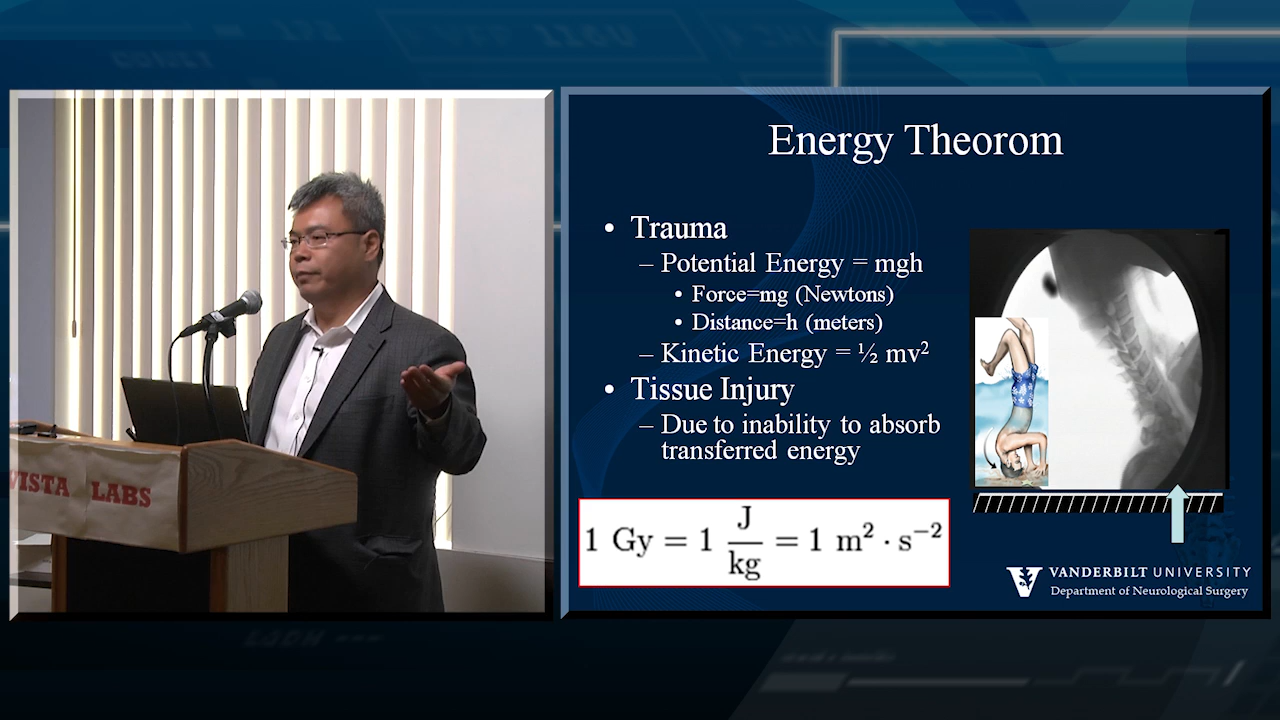 VISTA LABS
Energy Theorom
• Trauma
– Potential Energy = mgh
• Force=mg (Newtons)
• Distance=h (meters)
– Kinetic Energy = ½ mv²
• Tissue Injury
– Due to inability to absorb
transferred energy
1 Gy = 1 J/kg = 1 m² · s⁻²
VANDERBILT UNIVERSITY
Department of Neurological Surgery